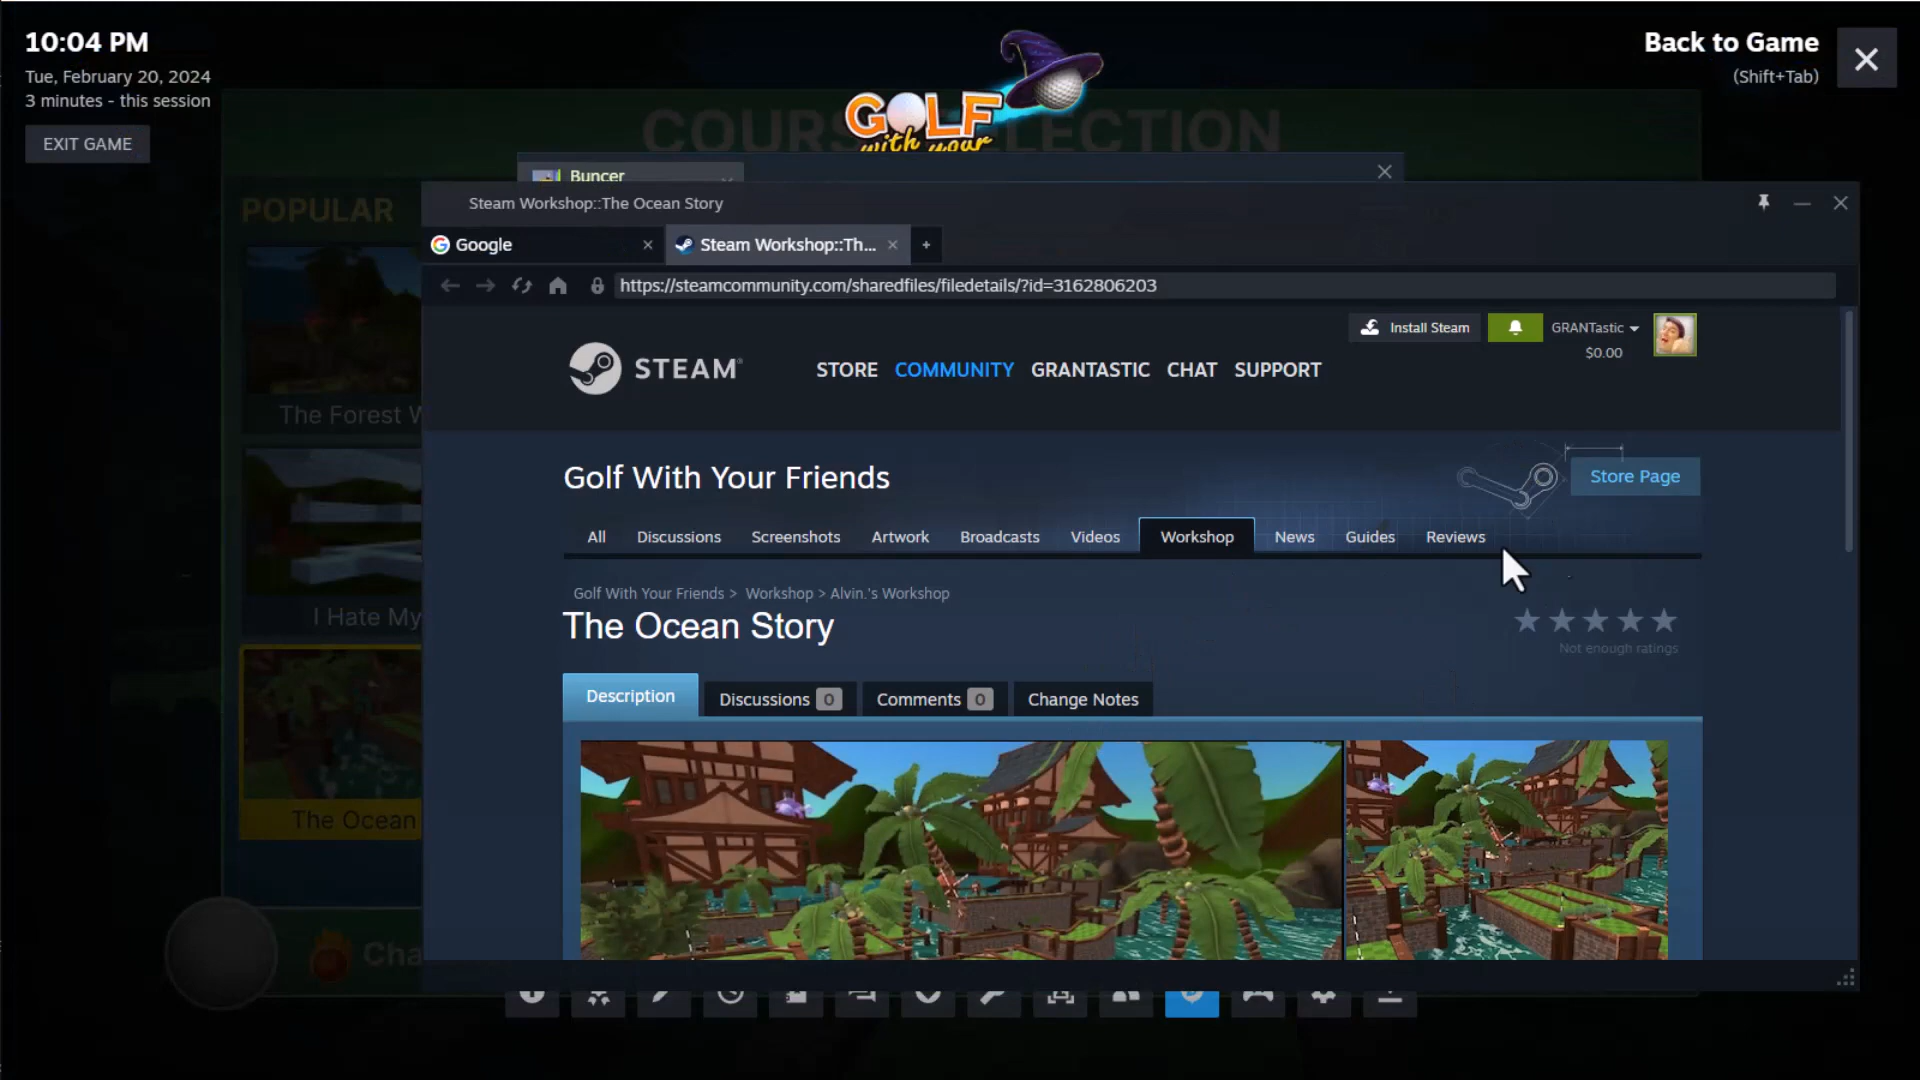 10:04 PM
Tue, February 20, 2024
3 minutes - this session
EXIT GAME
GOLF
with your
Back to Game
(Shift+Tab)
COURS ELECTION
POPULAR
Buncer
Steam Workshop::The Ocean Story
Google
Steam Workshop::Th...
https://steamcommunity.com/sharedfiles/filedetails/?id=3162806203
Install Steam
GRANTastic
$0.00
STEAM
STORE COMMUNITY GRANTASTIC CHAT SUPPORT
The Forest W
Golf With Your Friends
Store Page
All Discussions Screenshots Artwork Broadcasts Videos Workshop News Guides Reviews
Golf With Your Friends > Workshop > Alvin.'s Workshop
I Hate My
The Ocean Story
Not enough ratings
Description Discussions 0 Comments 0 Change Notes
The Ocean
Cha